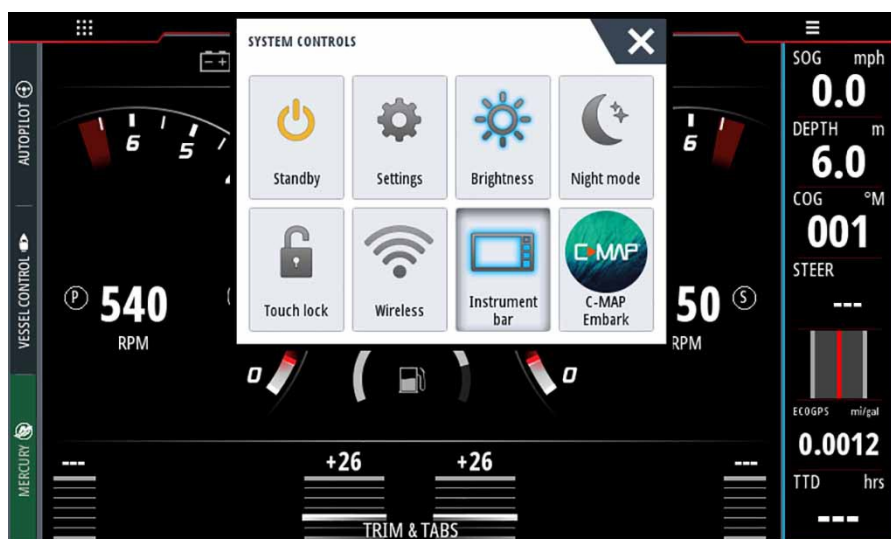 SYSTEM CONTROLS
Standby
Settings
Brightness
Night mode
Touch lock
Wireless
Instrument
bar
C-MAP
C-MAP
Embark
AUTOPILOT
VESSEL CONTROL
MERCURY
6
5
6
P
540
RPM
50
S
RPM
0
0
---
+26
+26
---
TRIM & TABS
SOG mph
0.0
DEPTH m
6.0
COG °M
001
STEER
---
ECOGPS mi/gal
0.0012
TTD hrs
---